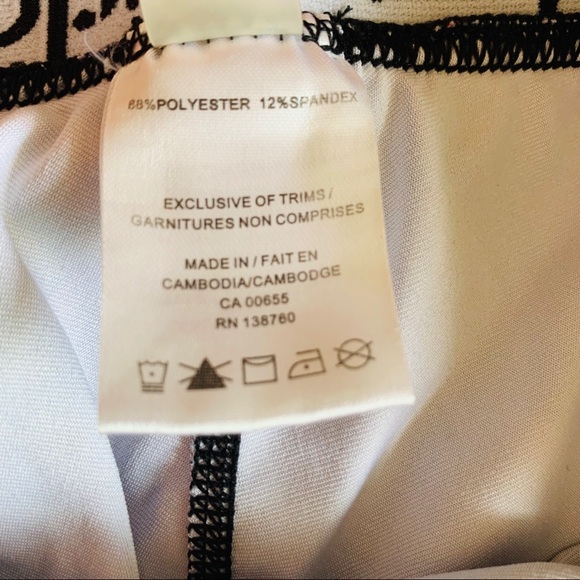 88%POLYESTER 12%SPANDEX
EXCLUSIVE OF TRIMS /
GARNITURES NON COMPRISES
MADE IN / FAIT EN
CAMBODIA/CAMBODGE
CA 00655
RN 138760